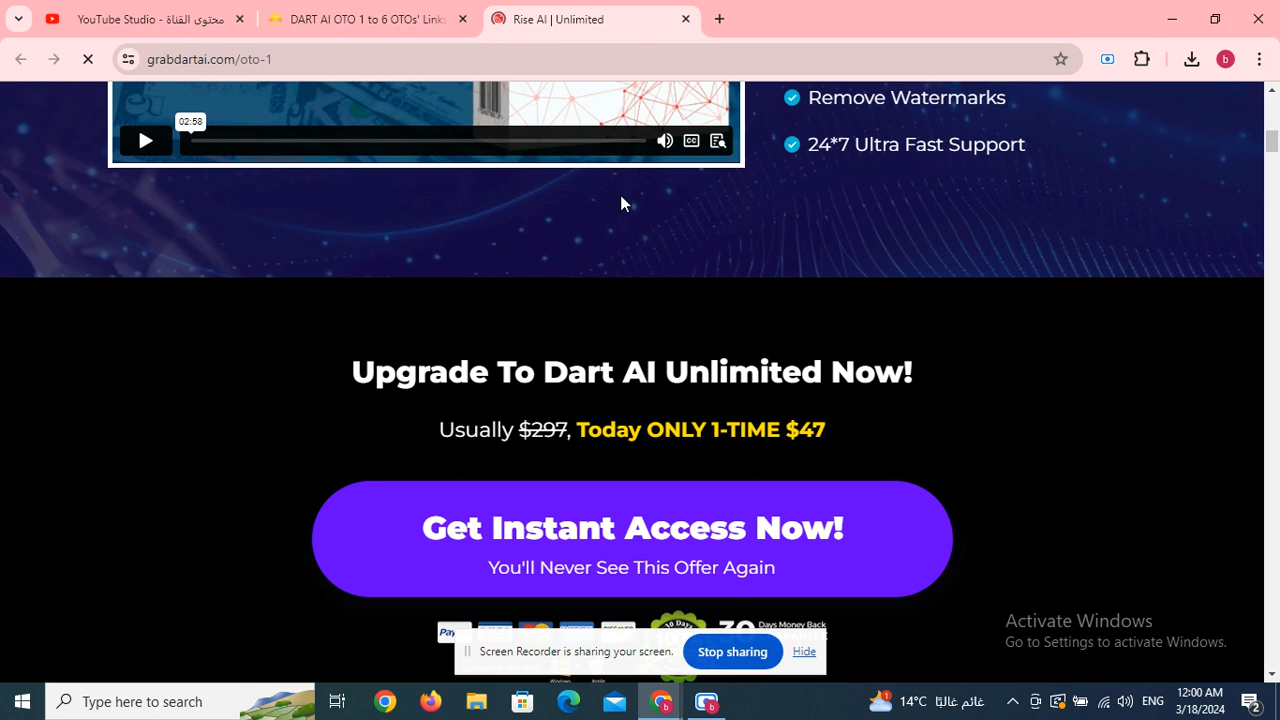 YouTube Studio - محتوى القناة
DART AI OTO 1 to 6 OTOs' Links
Rise AI | Unlimited
grabdartai.com/oto-1
b
Remove Watermarks
02:58
CC
24*7 Ultra Fast Support
Upgrade To Dart AI Unlimited Now!
Usually $297, Today ONLY 1-TIME $47
Get Instant Access Now!
You'll Never See This Offer Again
Days Money Back
Activate Windows
Go to Settings to activate Windows.
Screen Recorder is sharing your screen.
Stop sharing
Hide
Type here to search
14°C غائم غالبًا
ENG
12:00 AM
3/18/2024
2